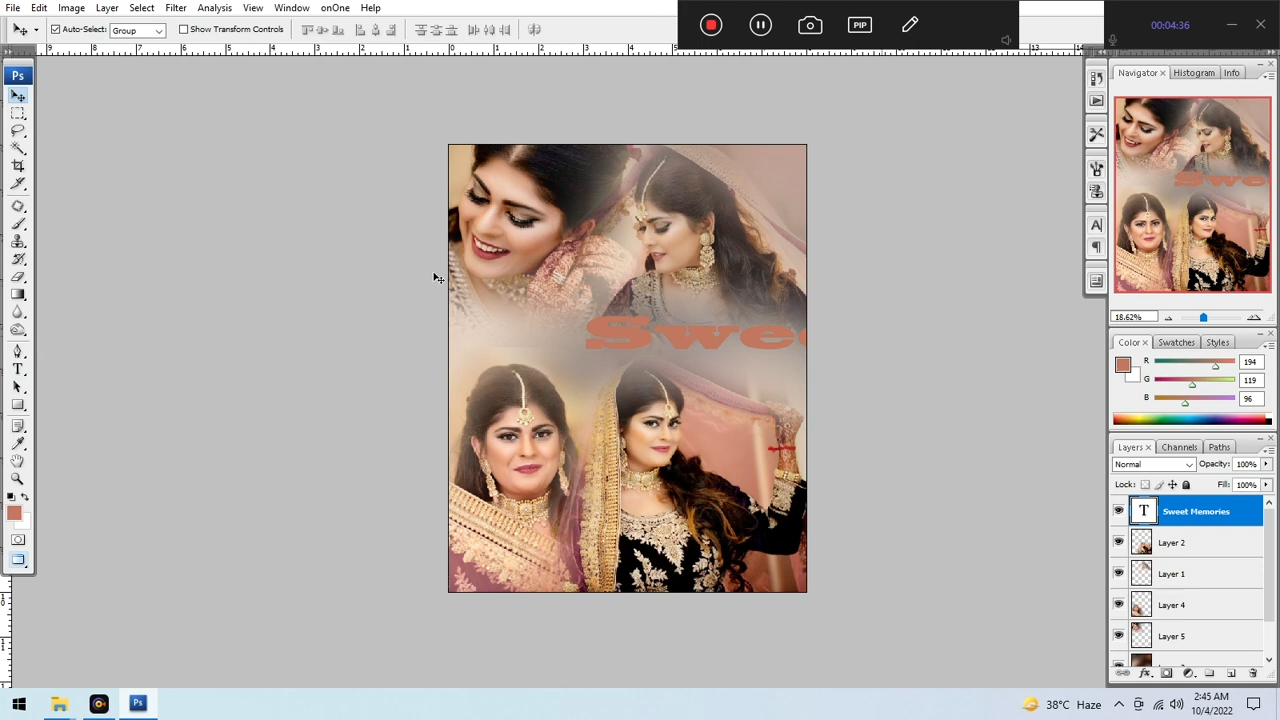 File Edit Image Layer Select Filter Analysis View Window onOne Help
Auto-Select: Group Show Transform Controls
PIP
00:04:36
Ps
Navigator Histogram Info
Swee
18.62%
Color Swatches Styles
R 194
G 119
B 96
Layers Channels Paths
Normal Opacity: 100%
Lock: Fill: 100%
T Sweet Memories
Layer 2
Layer 1
Layer 4
Layer 5
38°C Haze
2:45 AM
10/4/2022